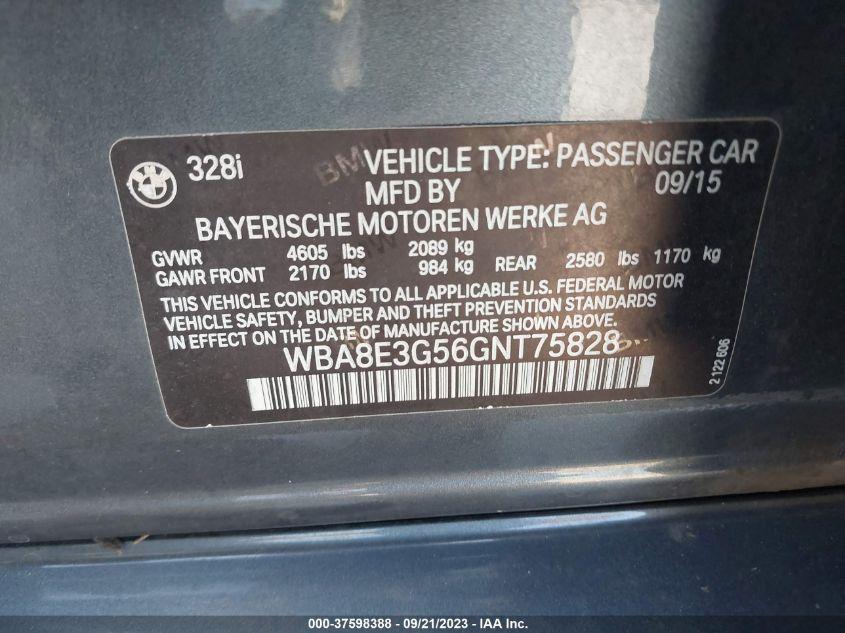 BMW
328i
VEHICLE TYPE: PASSENGER CAR
MFD BY 09/15
BAYERISCHE MOTOREN WERKE AG
GVWR 4605 lbs 2089 kg
GAWR FRONT 2170 lbs 984 kg REAR 2580 lbs 1170 kg
THIS VEHICLE CONFORMS TO ALL APPLICABLE U.S. FEDERAL MOTOR
VEHICLE SAFETY, BUMPER AND THEFT PREVENTION STANDARDS
IN EFFECT ON THE DATE OF MANUFACTURE SHOWN ABOVE.
WBA8E3G56GNT75828
2 122 606
000-37598388 - 09/21/2023 - IAA Inc.